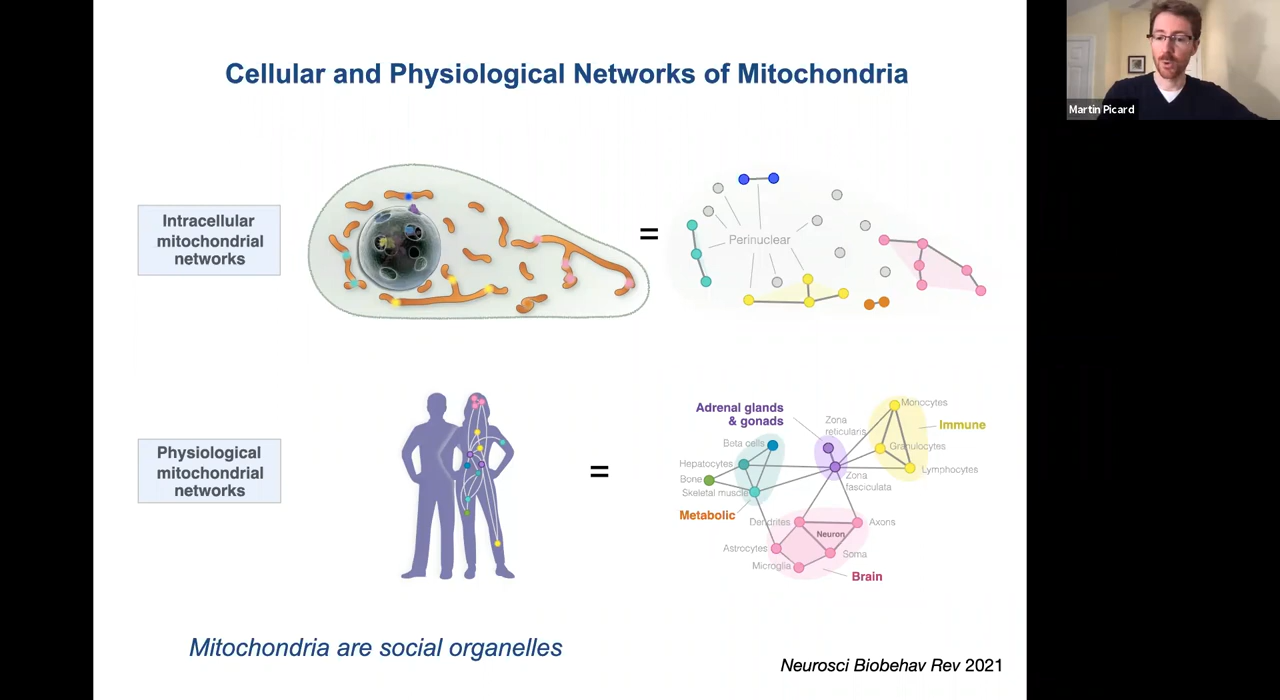 Cellular and Physiological Networks of Mitochondria
Martin Picard
Intracellular
mitochondrial
networks
=
Perinuclear
Physiological
mitochondrial
networks
=
Adrenal glands
& gonads
Zona
reticularis
Monocytes
Immune
Beta cells
Granulocytes
Hepatocytes
Lymphocytes
Bone
Zona
fasciculata
Skeletal muscle
Metabolic
Dendrites
Axons
Neuron
Astrocytes
Soma
Microglia
Brain
Mitochondria are social organelles
Neurosci Biobehav Rev 2021